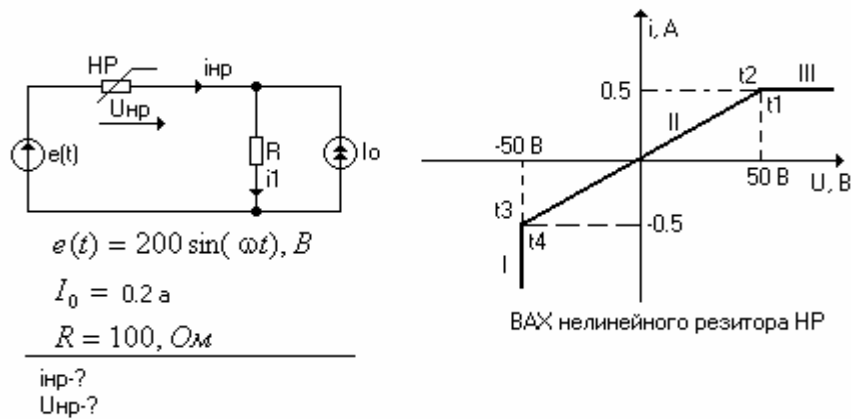 НР
iнр
Uнр
e(t)
R
i1
Io
e(t) = 200 sin( ωt), В
I₀ = 0.2 а
R = 100, Ом
iнр-?
Uнр-?
i, А
t2
III
0.5
t1
II
-50 В
50 В
U, В
t3
t4
-0.5
I
ВАХ нелинейного резитора НР